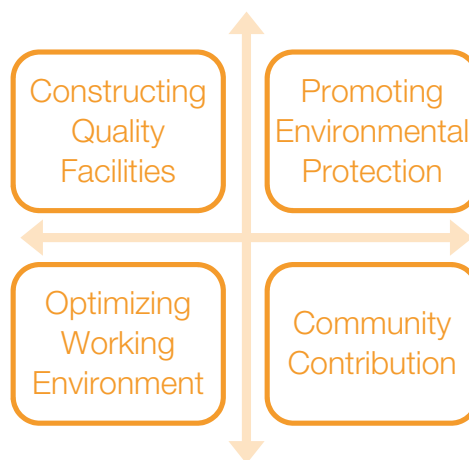 Constructing
Quality
Facilities
Promoting
Environmental
Protection
Optimizing
Working
Environment
Community
Contribution